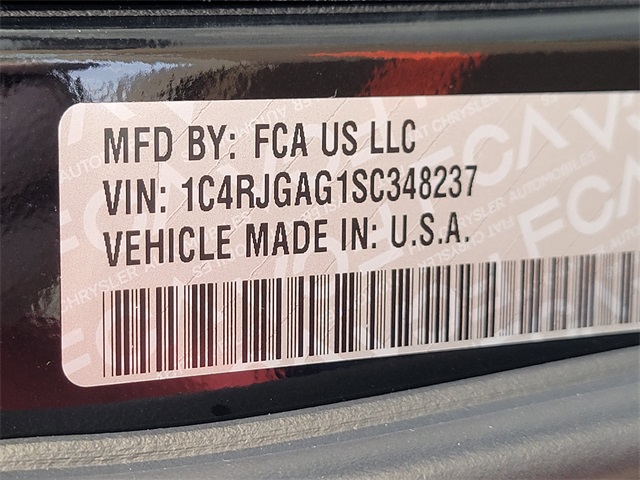 MFD BY: FCA US LLC
VIN: 1C4RJGAG1SC348237
VEHICLE MADE IN: U.S.A.